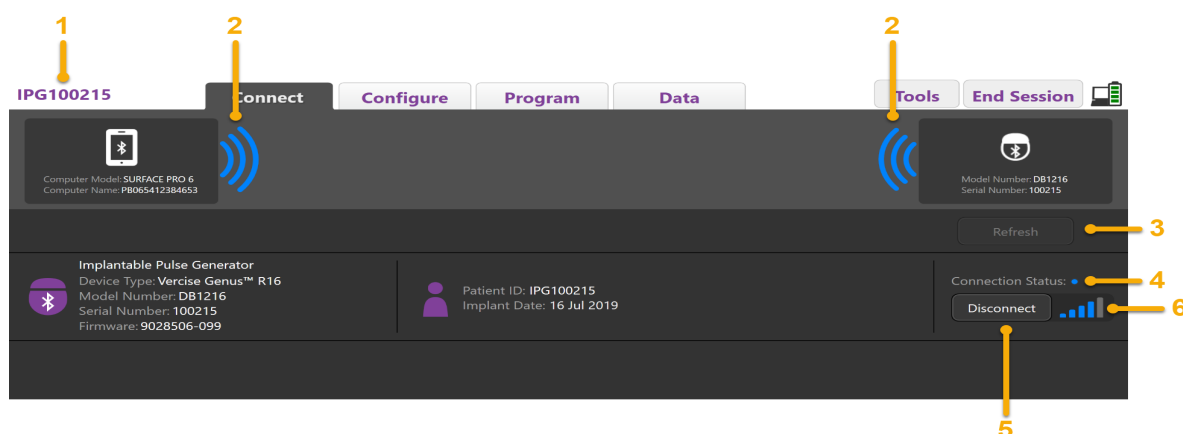 1
2
2
IPG100215
Connect
Configure
Program
Data
Tools
End Session
Computer Model: SURFACE PRO 6
Computer Name: PB065412384653
Model Number: DB1216
Serial Number: 100215
Refresh
3
Implantable Pulse Generator
Device Type: Vercise Genus™ R16
Model Number: DB1216
Serial Number: 100215
Firmware: 9028506-099
Patient ID: IPG100215
Implant Date: 16 Jul 2019
Connection Status:
4
Disconnect
6
5